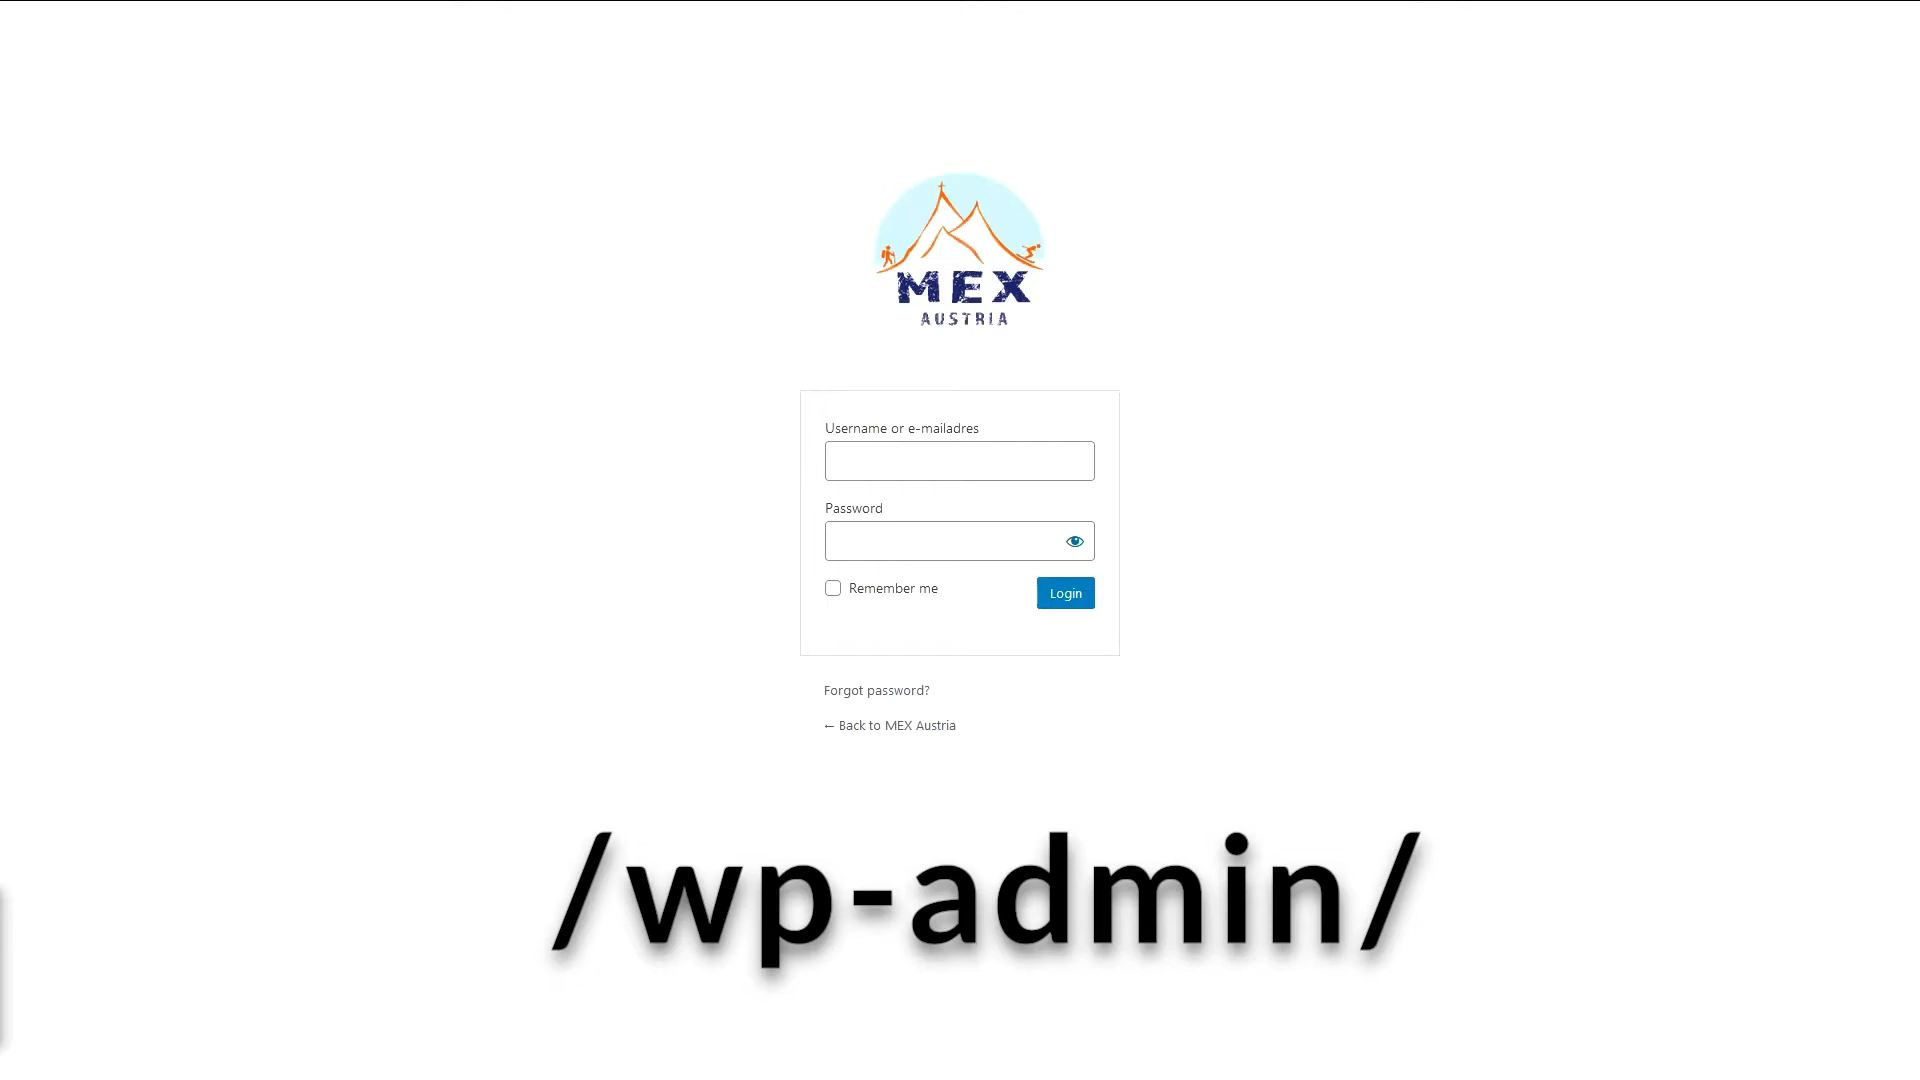 MEX
AUSTRIA
Username or e-mailadres
Password
Remember me
Login
Forgot password?
← Back to MEX Austria
/wp-admin/